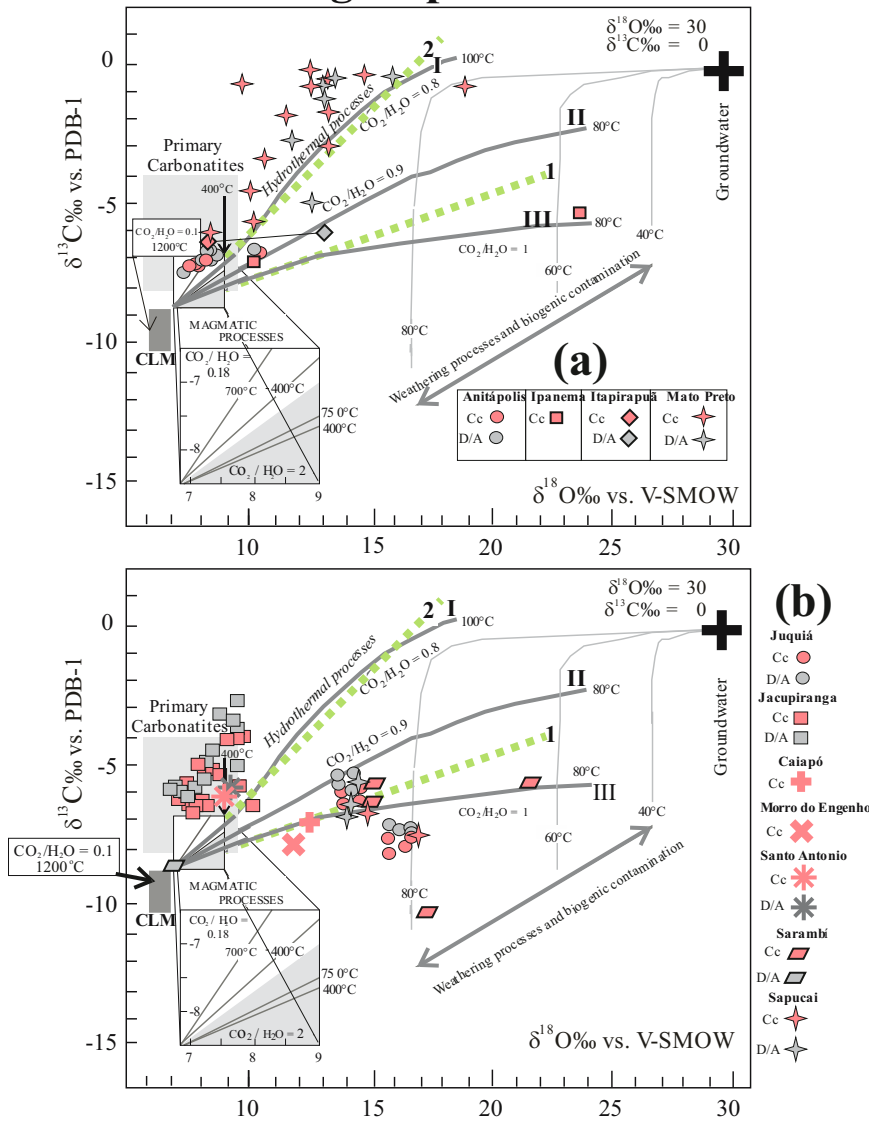 δ18O‰ = 30
δ13C‰ = 0
2
I
100°C
0
Hydrothermal processes
CO2/H2O = 0.8
Groundwater
II
80°C
Primary
Carbonatites
400°C
CO2/H2O = 0.9
1
-5
δ13C‰ vs. PDB-1
CO2/H2O = 0.1
1200°C
III
80°C
CO2/H2O = 1
40°C
60°C
80°C
Weathering processes and biogenic contamination
MAGMATIC
PROCESSES
-10
CLM
CO2/ H2O =
0.18
-7
700°C
400°C
75 0°C
400°C
-8
CO2 / H2O = 2
7
8
9
(a)
Anitápolis Ipanema Itapirapuã Mato Preto
Cc Cc Cc Cc
D/A D/A D/A
-15
δ18O‰ vs. V-SMOW
10 15 20 25 30
(b)
δ18O‰ = 30
δ13C‰ = 0
2 I
100°C
0
Hydrothermal processes
CO2/H2O = 0.8
Groundwater
II
80°C
Primary
Carbonatites
400°C
CO2/H2O = 0.9
1
-5
δ13C‰ vs. PDB-1
80°C
III
CO2/H2O = 1
40°C
60°C
80°C
Weathering processes and biogenic contamination
CO2/H2O = 0.1
1200°C
MAGMATIC
PROCESSES
-10
CLM
CO2/ H2O =
0.18
-7
700°C
400°C
75 0°C
400°C
-8
CO2 / H2O = 2
7
8
9
-15
δ18O‰ vs. V-SMOW
10 15 20 25 30
Juquiá
Cc
D/A
Jacupiranga
Cc
D/A
Caiapó
Cc
Morro do Engenho
Cc
Santo Antonio
Cc
D/A
Sarambí
Cc
D/A
Sapucai
Cc
D/A